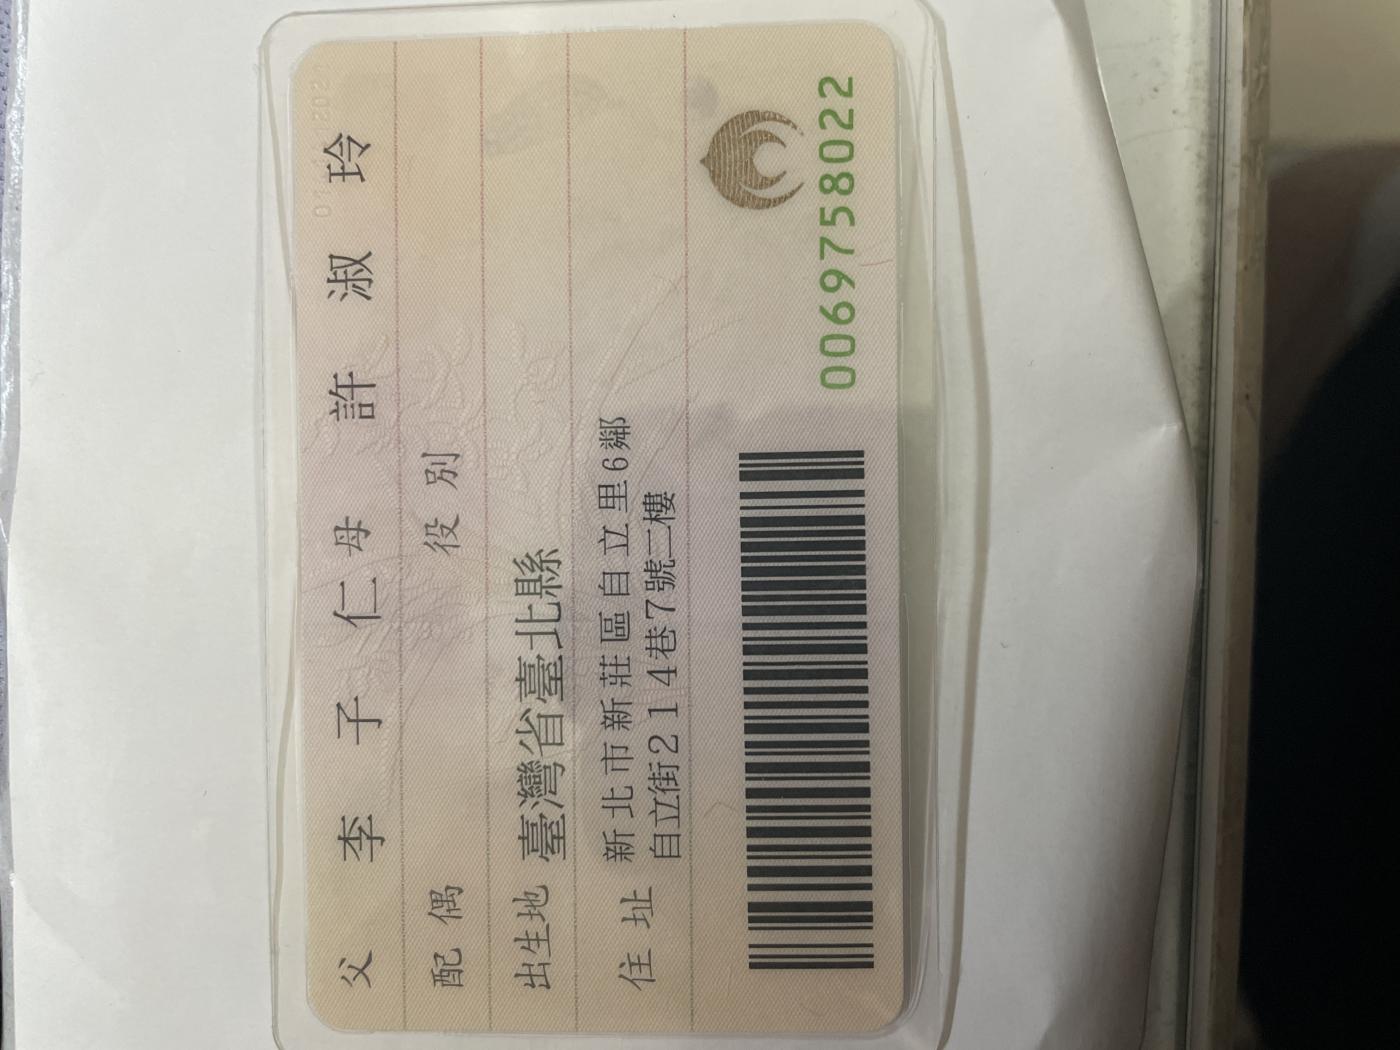 父 李子仁 母 許淑玲
配偶 役別
出生地 臺灣省臺北縣
住址 新北市新莊區自立里6鄰
自立街214巷7號二樓
0069758022